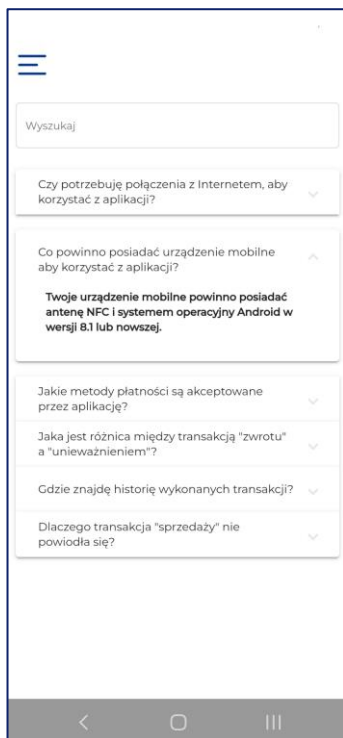 Wyszukaj
Czy potrzebuję połączenia z Internetem, aby
korzystać z aplikacji?
Co powinno posiadać urządzenie mobilne
aby korzystać z aplikacji?
Twoje urządzenie mobilne powinno posiadać
antenę NFC i systemem operacyjny Android w
wersji 8.1 lub nowszej.
Jakie metody płatności są akceptowane
przez aplikację?
Jaka jest różnica między transakcją "zwrotu"
a "unieważnieniem"?
Gdzie znajdę historię wykonanych transakcji?
Dlaczego transakcja "sprzedaży" nie
powiodła się?